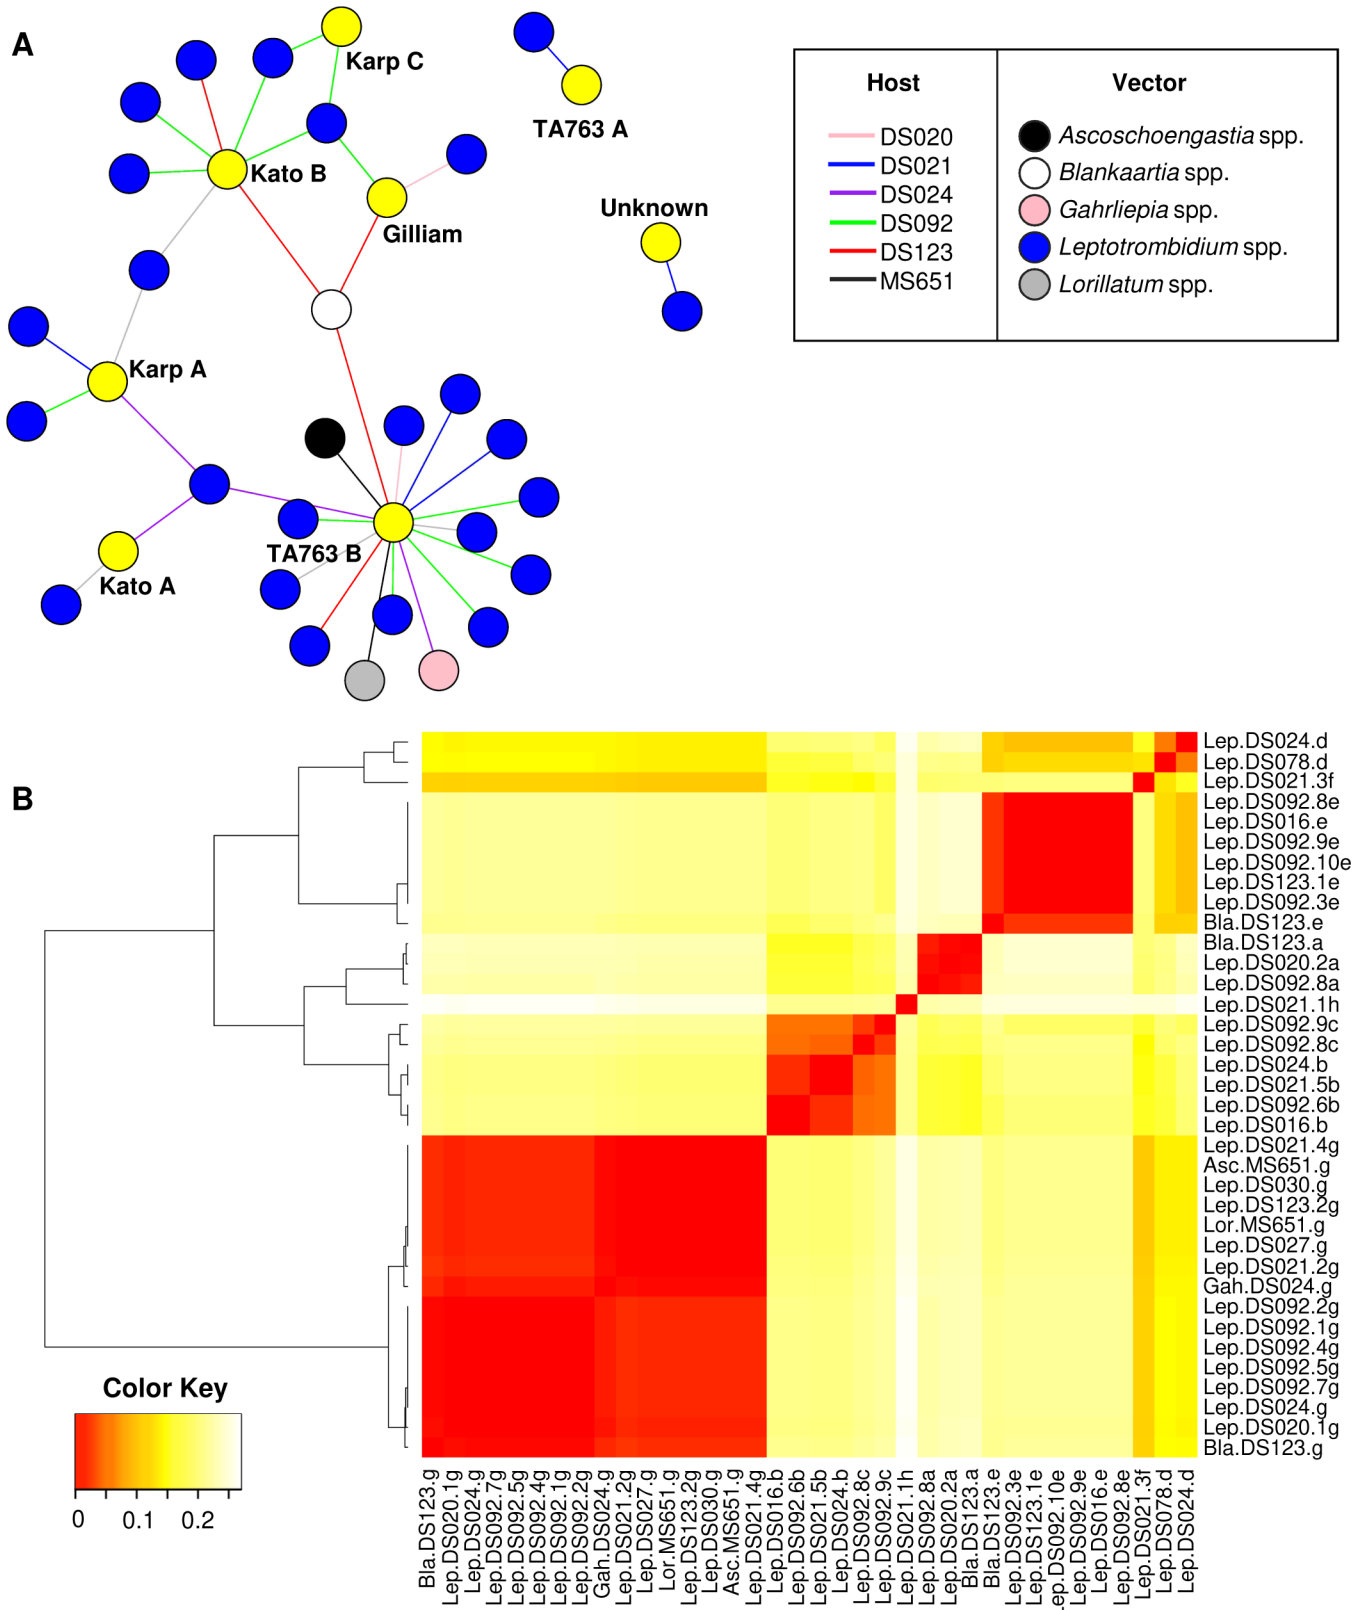 A
Karp C
Kato B
Gilliam
TA763 A
Unknown
Karp A
TA763 B
Kato A
Host
DS020
DS021
DS024
DS092
DS123
MS651
Vector
Ascoschoengastia spp.
Blankaartia spp.
Gahrliepia spp.
Leptotrombidium spp.
Lorillatum spp.
B
Lep.DS024.d
Lep.DS078.d
Lep.DS021.3f
Lep.DS092.8e
Lep.DS016.e
Lep.DS092.9e
Lep.DS092.10e
Lep.DS123.1e
Lep.DS092.3e
Bla.DS123.e
Bla.DS123.a
Lep.DS020.2a
Lep.DS092.8a
Lep.DS021.1h
Lep.DS092.9c
Lep.DS092.8c
Lep.DS024.b
Lep.DS021.5b
Lep.DS092.6b
Lep.DS016.b
Lep.DS021.4g
Asc.MS651.g
Lep.DS030.g
Lep.DS123.2g
Lor.MS651.g
Lep.DS027.g
Lep.DS021.2g
Gah.DS024.g
Lep.DS092.2g
Lep.DS092.1g
Lep.DS092.4g
Lep.DS092.5g
Lep.DS092.7g
Lep.DS024.g
Lep.DS020.1g
Bla.DS123.g
Color Key
0 0.1 0.2
Bla.DS123.g
Lep.DS020.1g
Lep.DS024.g
Lep.DS092.7g
Lep.DS092.5g
Lep.DS092.4g
Lep.DS092.1g
Lep.DS092.2g
Gah.DS024.g
Lep.DS021.2g
Lep.DS027.g
Lor.MS651.g
Lep.DS123.2g
Lep.DS030.g
Asc.MS651.g
Lep.DS021.4g
Lep.DS016.b
Lep.DS092.6b
Lep.DS021.5b
Lep.DS024.b
Lep.DS092.8c
Lep.DS092.9c
Lep.DS021.1h
Lep.DS092.8a
Lep.DS020.2a
Bla.DS123.a
Bla.DS123.e
Lep.DS092.3e
Lep.DS123.1e
ep.DS092.10e
Lep.DS092.9e
Lep.DS016.e
Lep.DS092.8e
Lep.DS021.3f
Lep.DS078.d
Lep.DS024.d